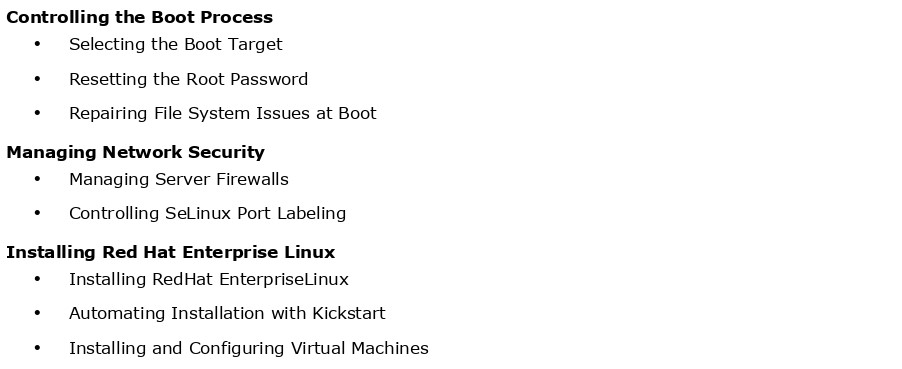 Controlling the Boot Process
• Selecting the Boot Target
• Resetting the Root Password
• Repairing File System Issues at Boot
Managing Network Security
• Managing Server Firewalls
• Controlling SeLinux Port Labeling
Installing Red Hat Enterprise Linux
• Installing RedHat EnterpriseLinux
• Automating Installation with Kickstart
• Installing and Configuring Virtual Machines